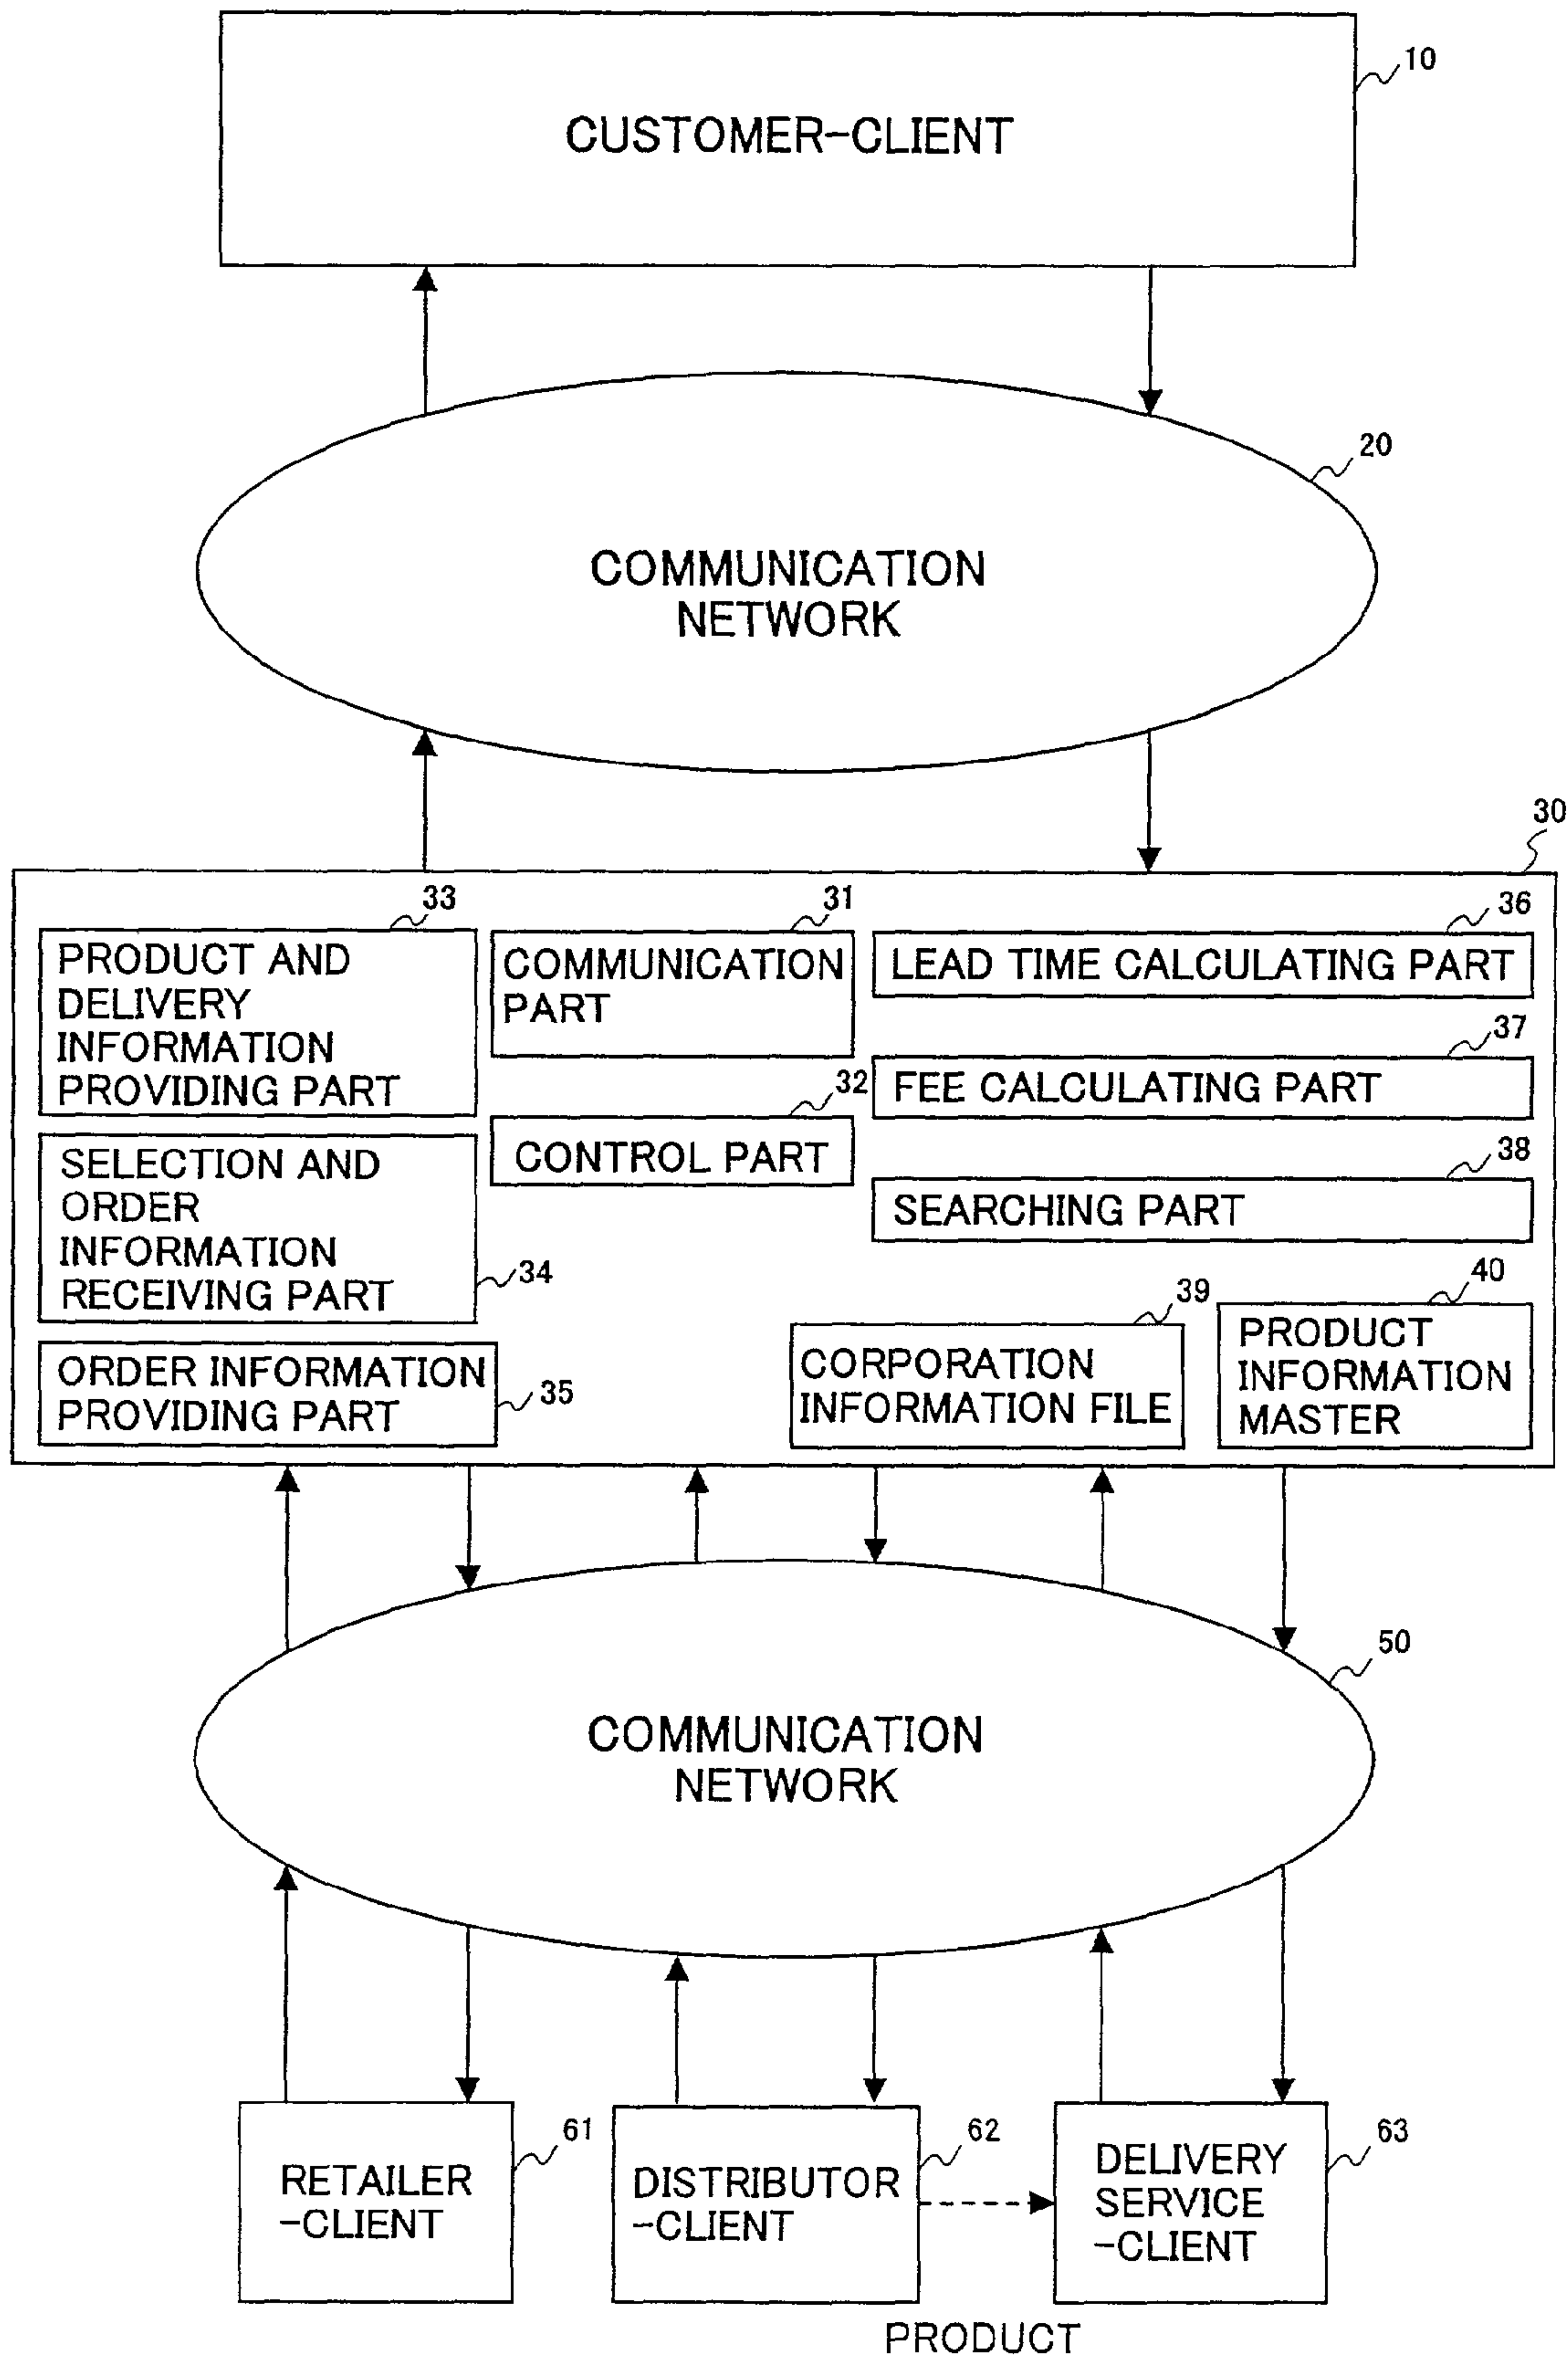 10
CUSTOMER-CLIENT
20
COMMUNICATION
NETWORK
30
33
PRODUCT AND
DELIVERY
INFORMATION
PROVIDING PART
31
COMMUNICATION
PART
36
LEAD TIME CALCULATING PART
37
FEE CALCULATING PART
32
CONTROL PART
38
SEARCHING PART
SELECTION AND
ORDER
INFORMATION
RECEIVING PART
34
39
CORPORATION
INFORMATION FILE
40
PRODUCT
INFORMATION
MASTER
ORDER INFORMATION
PROVIDING PART
35
50
COMMUNICATION
NETWORK
61
RETAILER
-CLIENT
62
DISTRIBUTOR
-CLIENT
63
DELIVERY
SERVICE
-CLIENT
PRODUCT